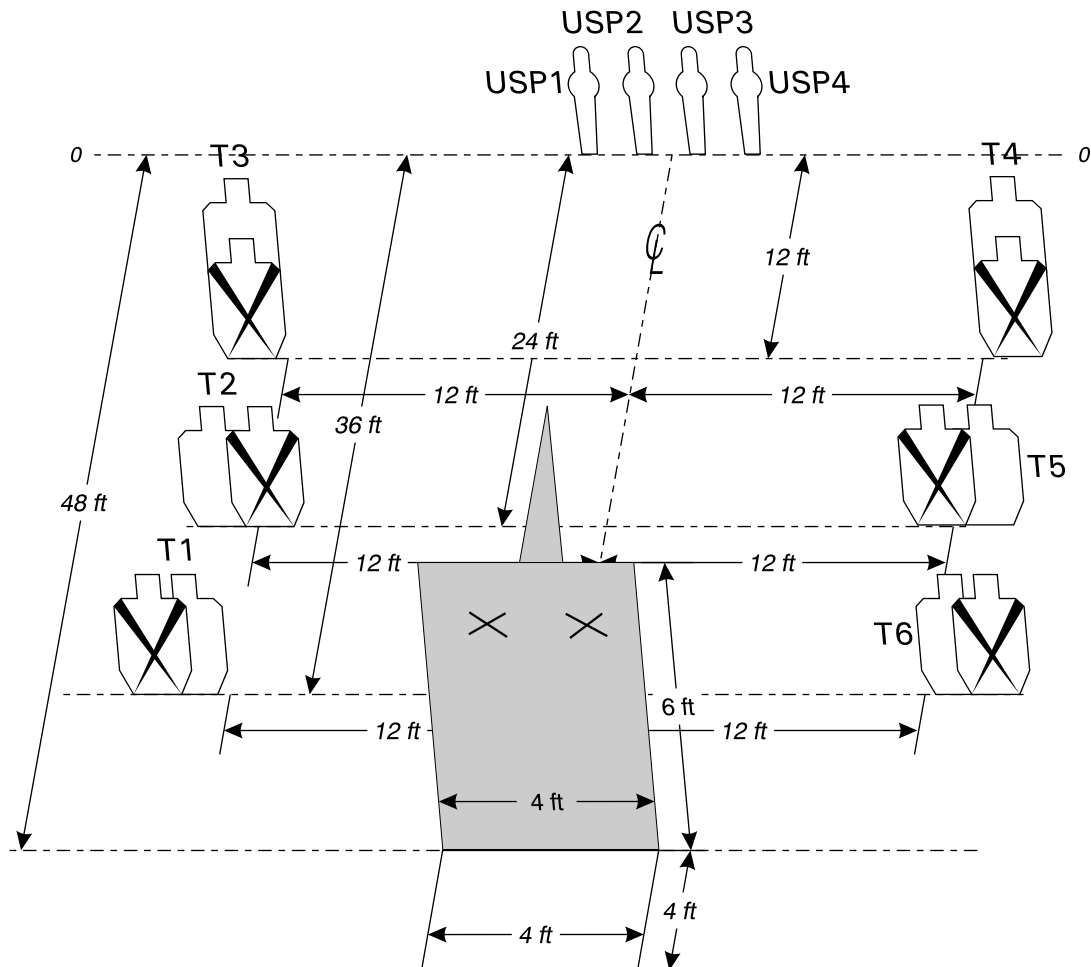 USP2 USP3
USP1 USP4
0 T3 T4 0
℄
12 ft
24 ft
T2 12 ft 12 ft
36 ft
T5
48 ft
T1 12 ft 12 ft
T6
6 ft
12 ft 12 ft
4 ft
4 ft
4 ft